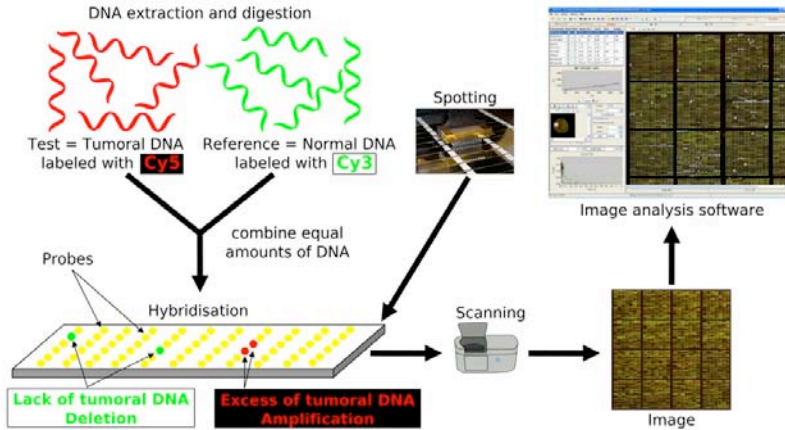 DNA extraction and digestion
Test = Tumoral DNA
labeled with Cy5
Reference = Normal DNA
labeled with Cy3
Spotting
Image analysis software
combine equal
amounts of DNA
Probes
Hybridisation
Scanning
Lack of tumoral DNA
Deletion
Excess of tumoral DNA
Amplification
Image